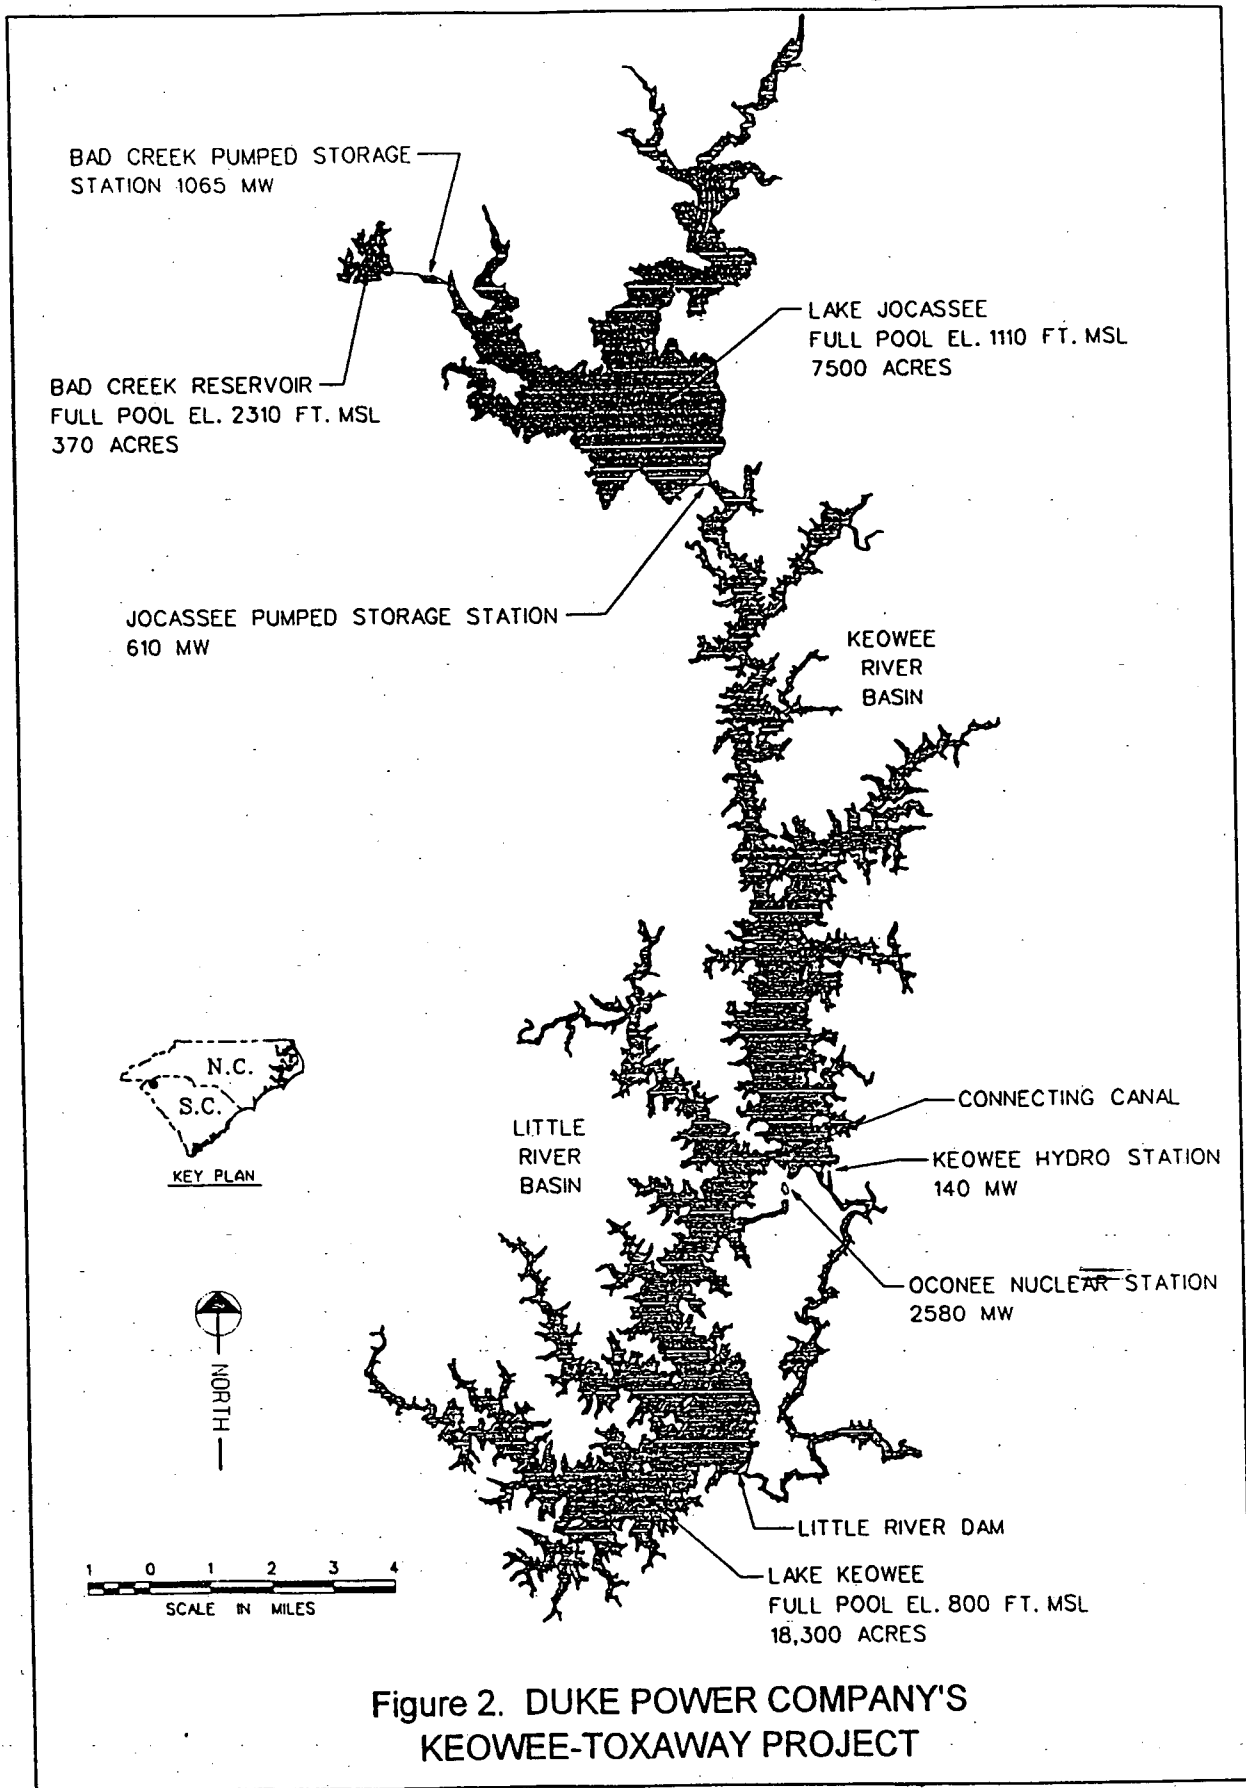 BAD CREEK PUMPED STORAGE
STATION 1065 MW
LAKE JOCASSEE
FULL POOL EL. 1110 FT. MSL
7500 ACRES
BAD CREEK RESERVOIR
FULL POOL EL. 2310 FT. MSL
370 ACRES
JOCASSEE PUMPED STORAGE STATION
610 MW
KEOWEE
RIVER
BASIN
N.C.
S.C.
KEY PLAN
LITTLE
RIVER
BASIN
CONNECTING CANAL
KEOWEE HYDRO STATION
140 MW
OCONEE NUCLEAR STATION
2580 MW
NORTH
LITTLE RIVER DAM
1 0 1 2 3 4
SCALE IN MILES
LAKE KEOWEE
FULL POOL EL. 800 FT. MSL
18,300 ACRES
Figure 2. DUKE POWER COMPANY'S
KEOWEE-TOXAWAY PROJECT